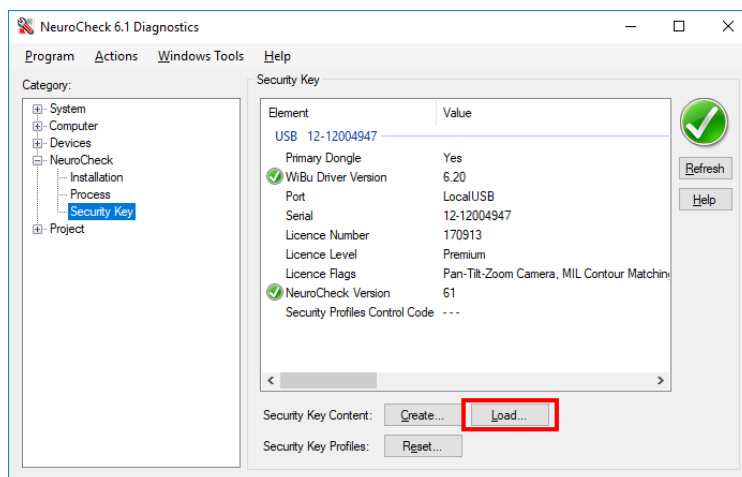 NeuroCheck 6.1 Diagnostics
Program Actions Windows Tools Help
Category:
System
Computer
Devices
NeuroCheck
Installation
Process
Security Key
Project
Security Key
Element Value
USB 12-12004947
Primary Dongle Yes
WiBu Driver Version 6.20
Port LocalUSB
Serial 12-12004947
Licence Number 170913
Licence Level Premium
Licence Flags Pan-Tilt-Zoom Camera, MIL Contour Matching
NeuroCheck Version 61
Security Profiles Control Code - - -
Refresh
Help
Security Key Content: Create... Load...
Security Key Profiles: Reset...